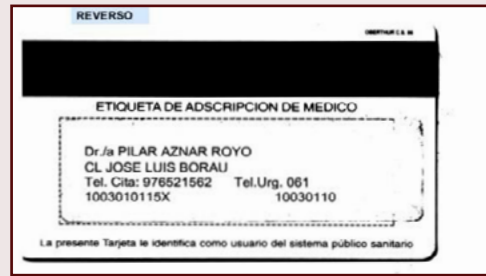 REVERSO
ETIQUETA DE ADSCRIPCION DE MEDICO
Dr./a PILAR AZNAR ROYO
CL JOSE LUIS BORAU
Tel. Cita: 976521562 Tel.Urg. 061
1003010115X 10030110
La presente Tarjeta le identifica como usuario del sistema público sanitario